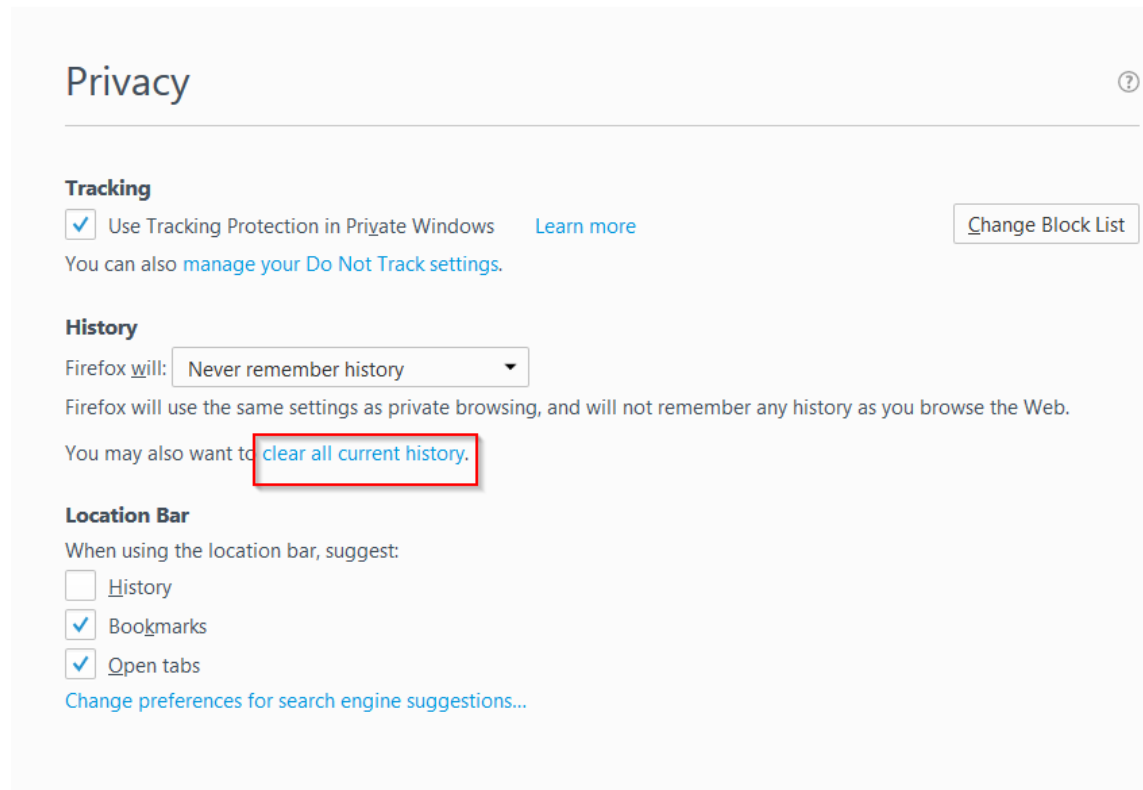 Privacy
?
Tracking
Use Tracking Protection in Private Windows Learn more Change Block List
You can also manage your Do Not Track settings.
History
Firefox will: Never remember history
Firefox will use the same settings as private browsing, and will not remember any history as you browse the Web.
You may also want to clear all current history.
Location Bar
When using the location bar, suggest:
History
Bookmarks
Open tabs
Change preferences for search engine suggestions...